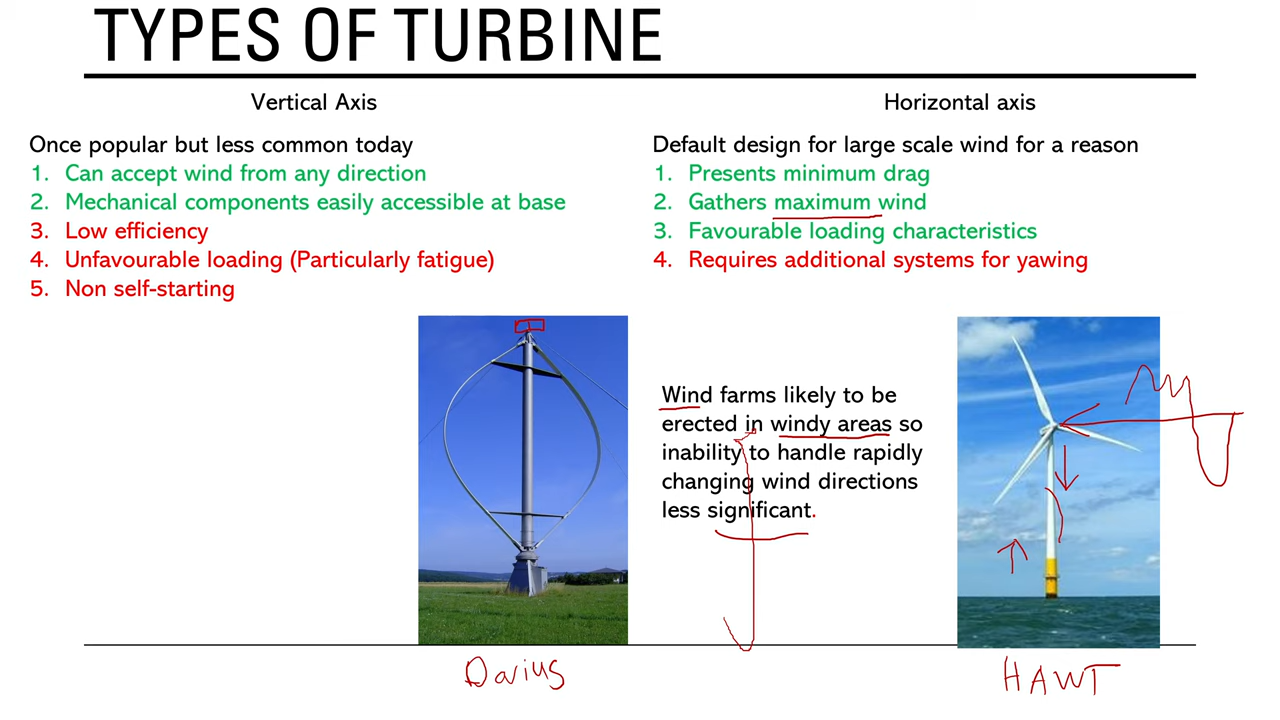 TYPES OF TURBINE
Vertical Axis
Once popular but less common today
1. Can accept wind from any direction
2. Mechanical components easily accessible at base
3. Low efficiency
4. Unfavourable loading (Particularly fatigue)
5. Non self-starting
Horizontal axis
Default design for large scale wind for a reason
1. Presents minimum drag
2. Gathers maximum wind
3. Favourable loading characteristics
4. Requires additional systems for yawing
Wind farms likely to be
erected in windy areas so
inability to handle rapidly
changing wind directions
less significant.
Darius
HAWT